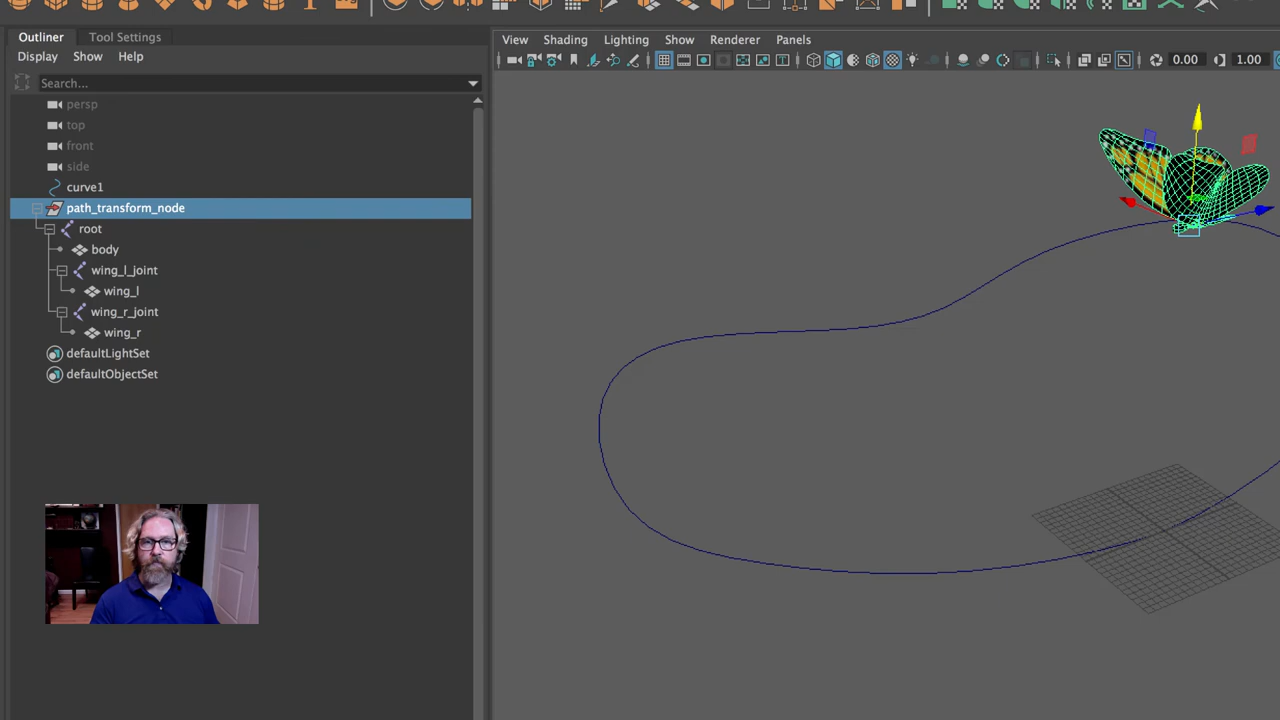 Outliner Tool Settings
Display Show Help
Search...
persp
top
front
side
curve1
path_transform_node
root
body
wing_l_joint
wing_l
wing_r_joint
wing_r
defaultLightSet
defaultObjectSet
View Shading Lighting Show Renderer Panels
0.00 1.00